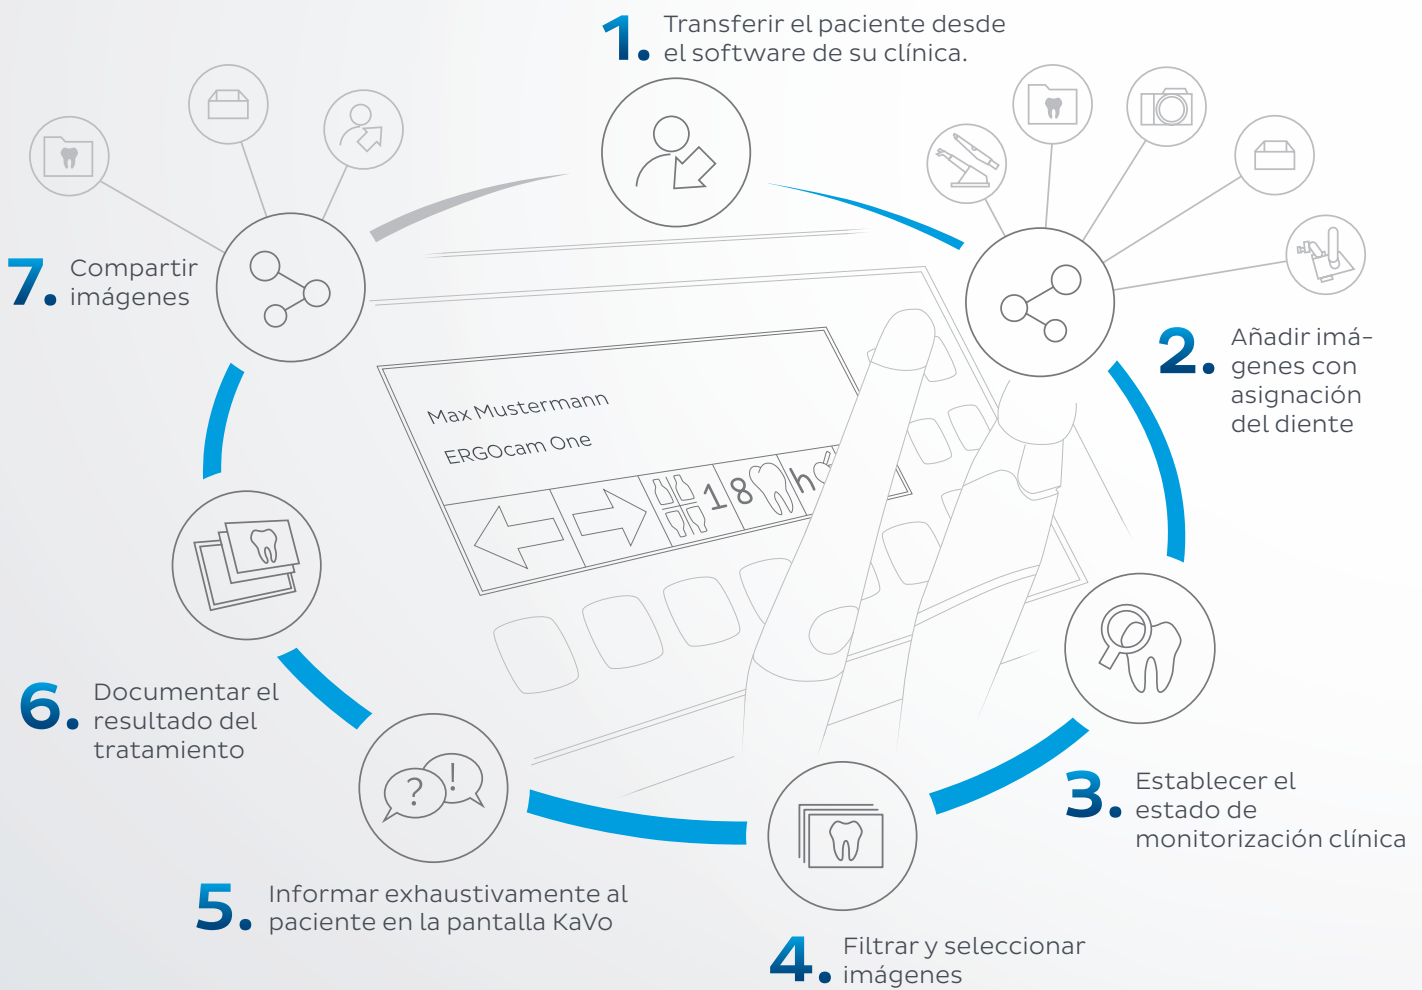 1. Transferir el paciente desde
el software de su clínica.
2. Añadir imá-
genes con
asignación
del diente
3. Establecer el
estado de
monitorización clínica
4. Filtrar y seleccionar
imágenes
5. Informar exhaustivamente al
paciente en la pantalla KaVo
6. Documentar el
resultado del
tratamiento
7. Compartir
imágenes
Max Mustermann
ERGOcam One
18 h
? !